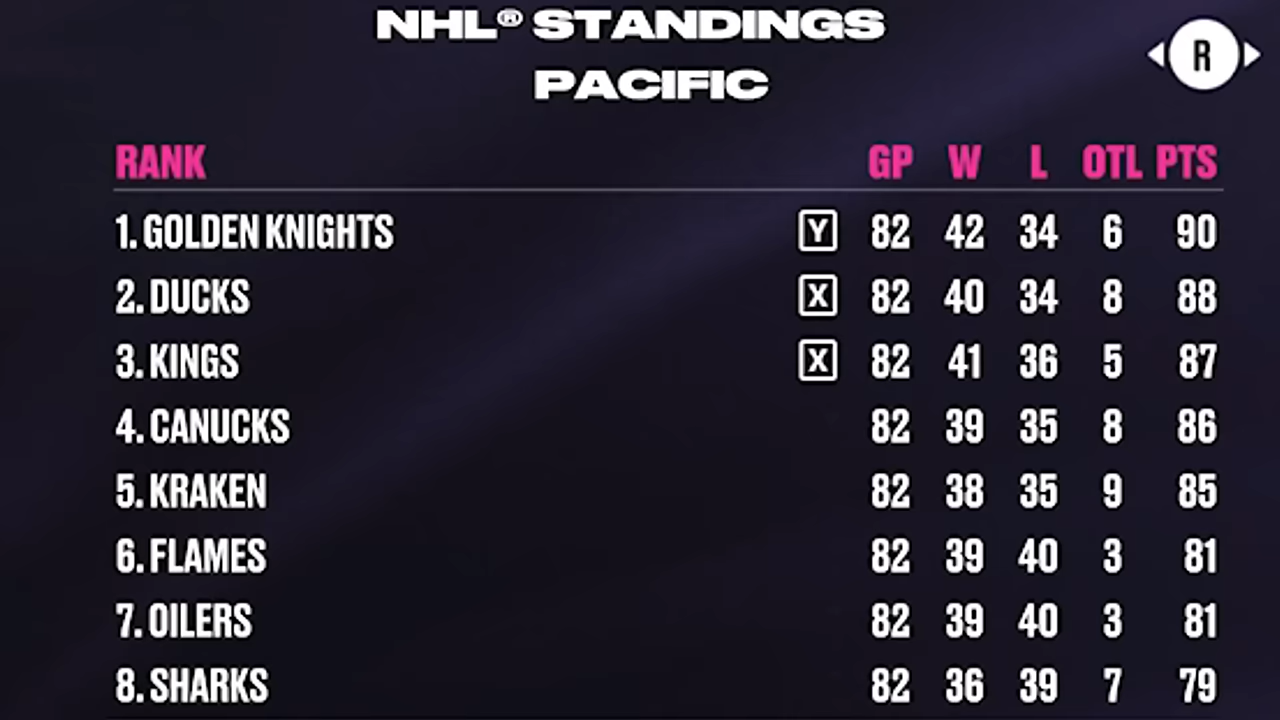 NHL® STANDINGS
PACIFIC
R
RANK GP W L OTL PTS
1. GOLDEN KNIGHTS Y 82 42 34 6 90
2. DUCKS X 82 40 34 8 88
3. KINGS X 82 41 36 5 87
4. CANUCKS 82 39 35 8 86
5. KRAKEN 82 38 35 9 85
6. FLAMES 82 39 40 3 81
7. OILERS 82 39 40 3 81
8. SHARKS 82 36 39 7 79